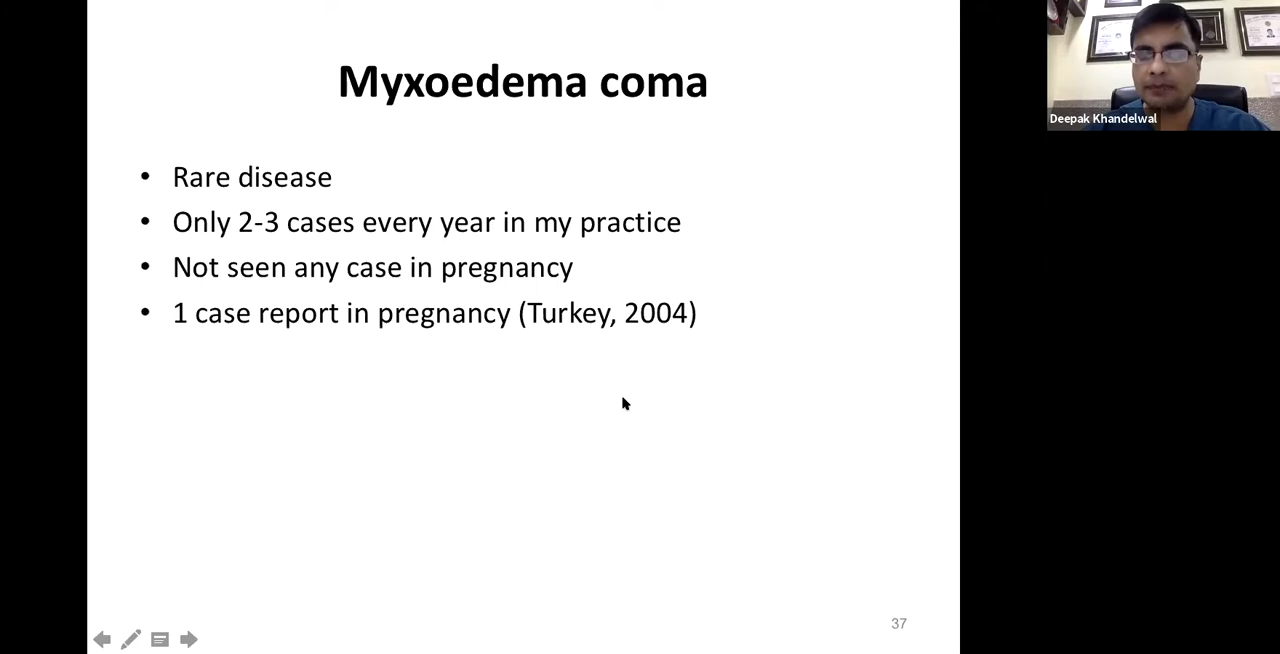 Myxoedema coma
• Rare disease
• Only 2-3 cases every year in my practice
• Not seen any case in pregnancy
• 1 case report in pregnancy (Turkey, 2004)
37
Deepak Khandelwal